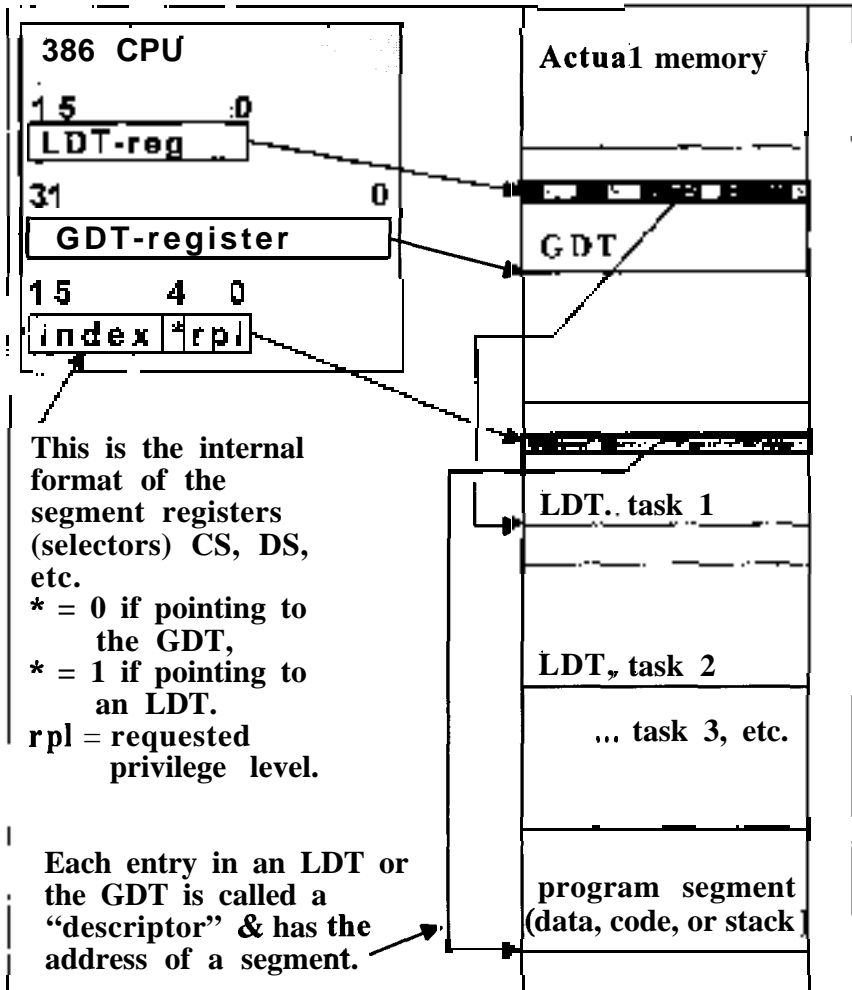 386 CPU
15 0
LDT-reg
31 0
GDT-register
15 4 0
index * rpl
This is the internal
format of the
segment registers
(selectors) CS, DS,
etc.
* = 0 if pointing to
the GDT,
* = 1 if pointing to
an LDT.
rpl = requested
privilege level.
Each entry in an LDT or
the GDT is called a
“descriptor” & has the
address of a segment.
Actual memory
GDT
LDT.. task 1
LDT,, task 2
... task 3, etc.
program segment
(data, code, or stack)